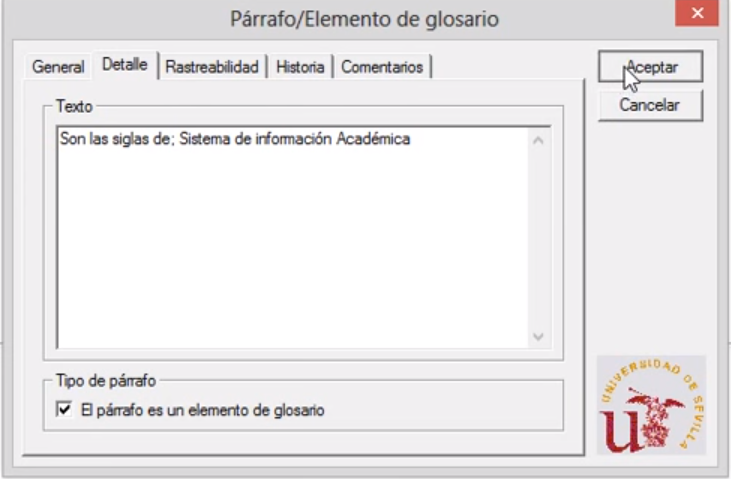 Párrafo/Elemento de glosario
General Detalle Rastreabilidad Historia Comentarios
Aceptar
Cancelar
Texto
Son las siglas de; Sistema de información Académica
Tipo de párrafo
El párrafo es un elemento de glosario
UNIVERSIDAD DE SEVILLA